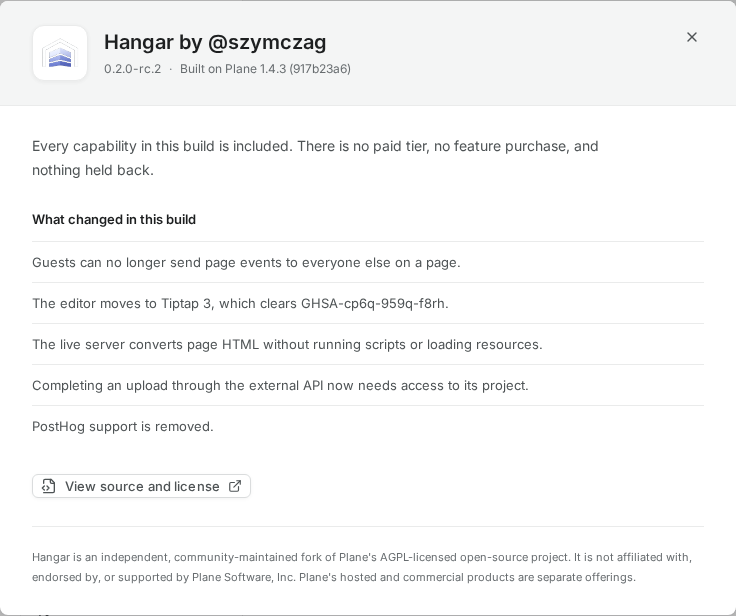 Hangar by @szymczag
0.2.0-rc.2 · Built on Plane 1.4.3 (917b23a6)
Every capability in this build is included. There is no paid tier, no feature purchase, and
nothing held back.
What changed in this build
Guests can no longer send page events to everyone else on a page.
The editor moves to Tiptap 3, which clears GHSA-cp6q-959q-f8rh.
The live server converts page HTML without running scripts or loading resources.
Completing an upload through the external API now needs access to its project.
PostHog support is removed.
View source and license
Hangar is an independent, community-maintained fork of Plane's AGPL-licensed open-source project. It is not affiliated with,
endorsed by, or supported by Plane Software, Inc. Plane's hosted and commercial products are separate offerings.